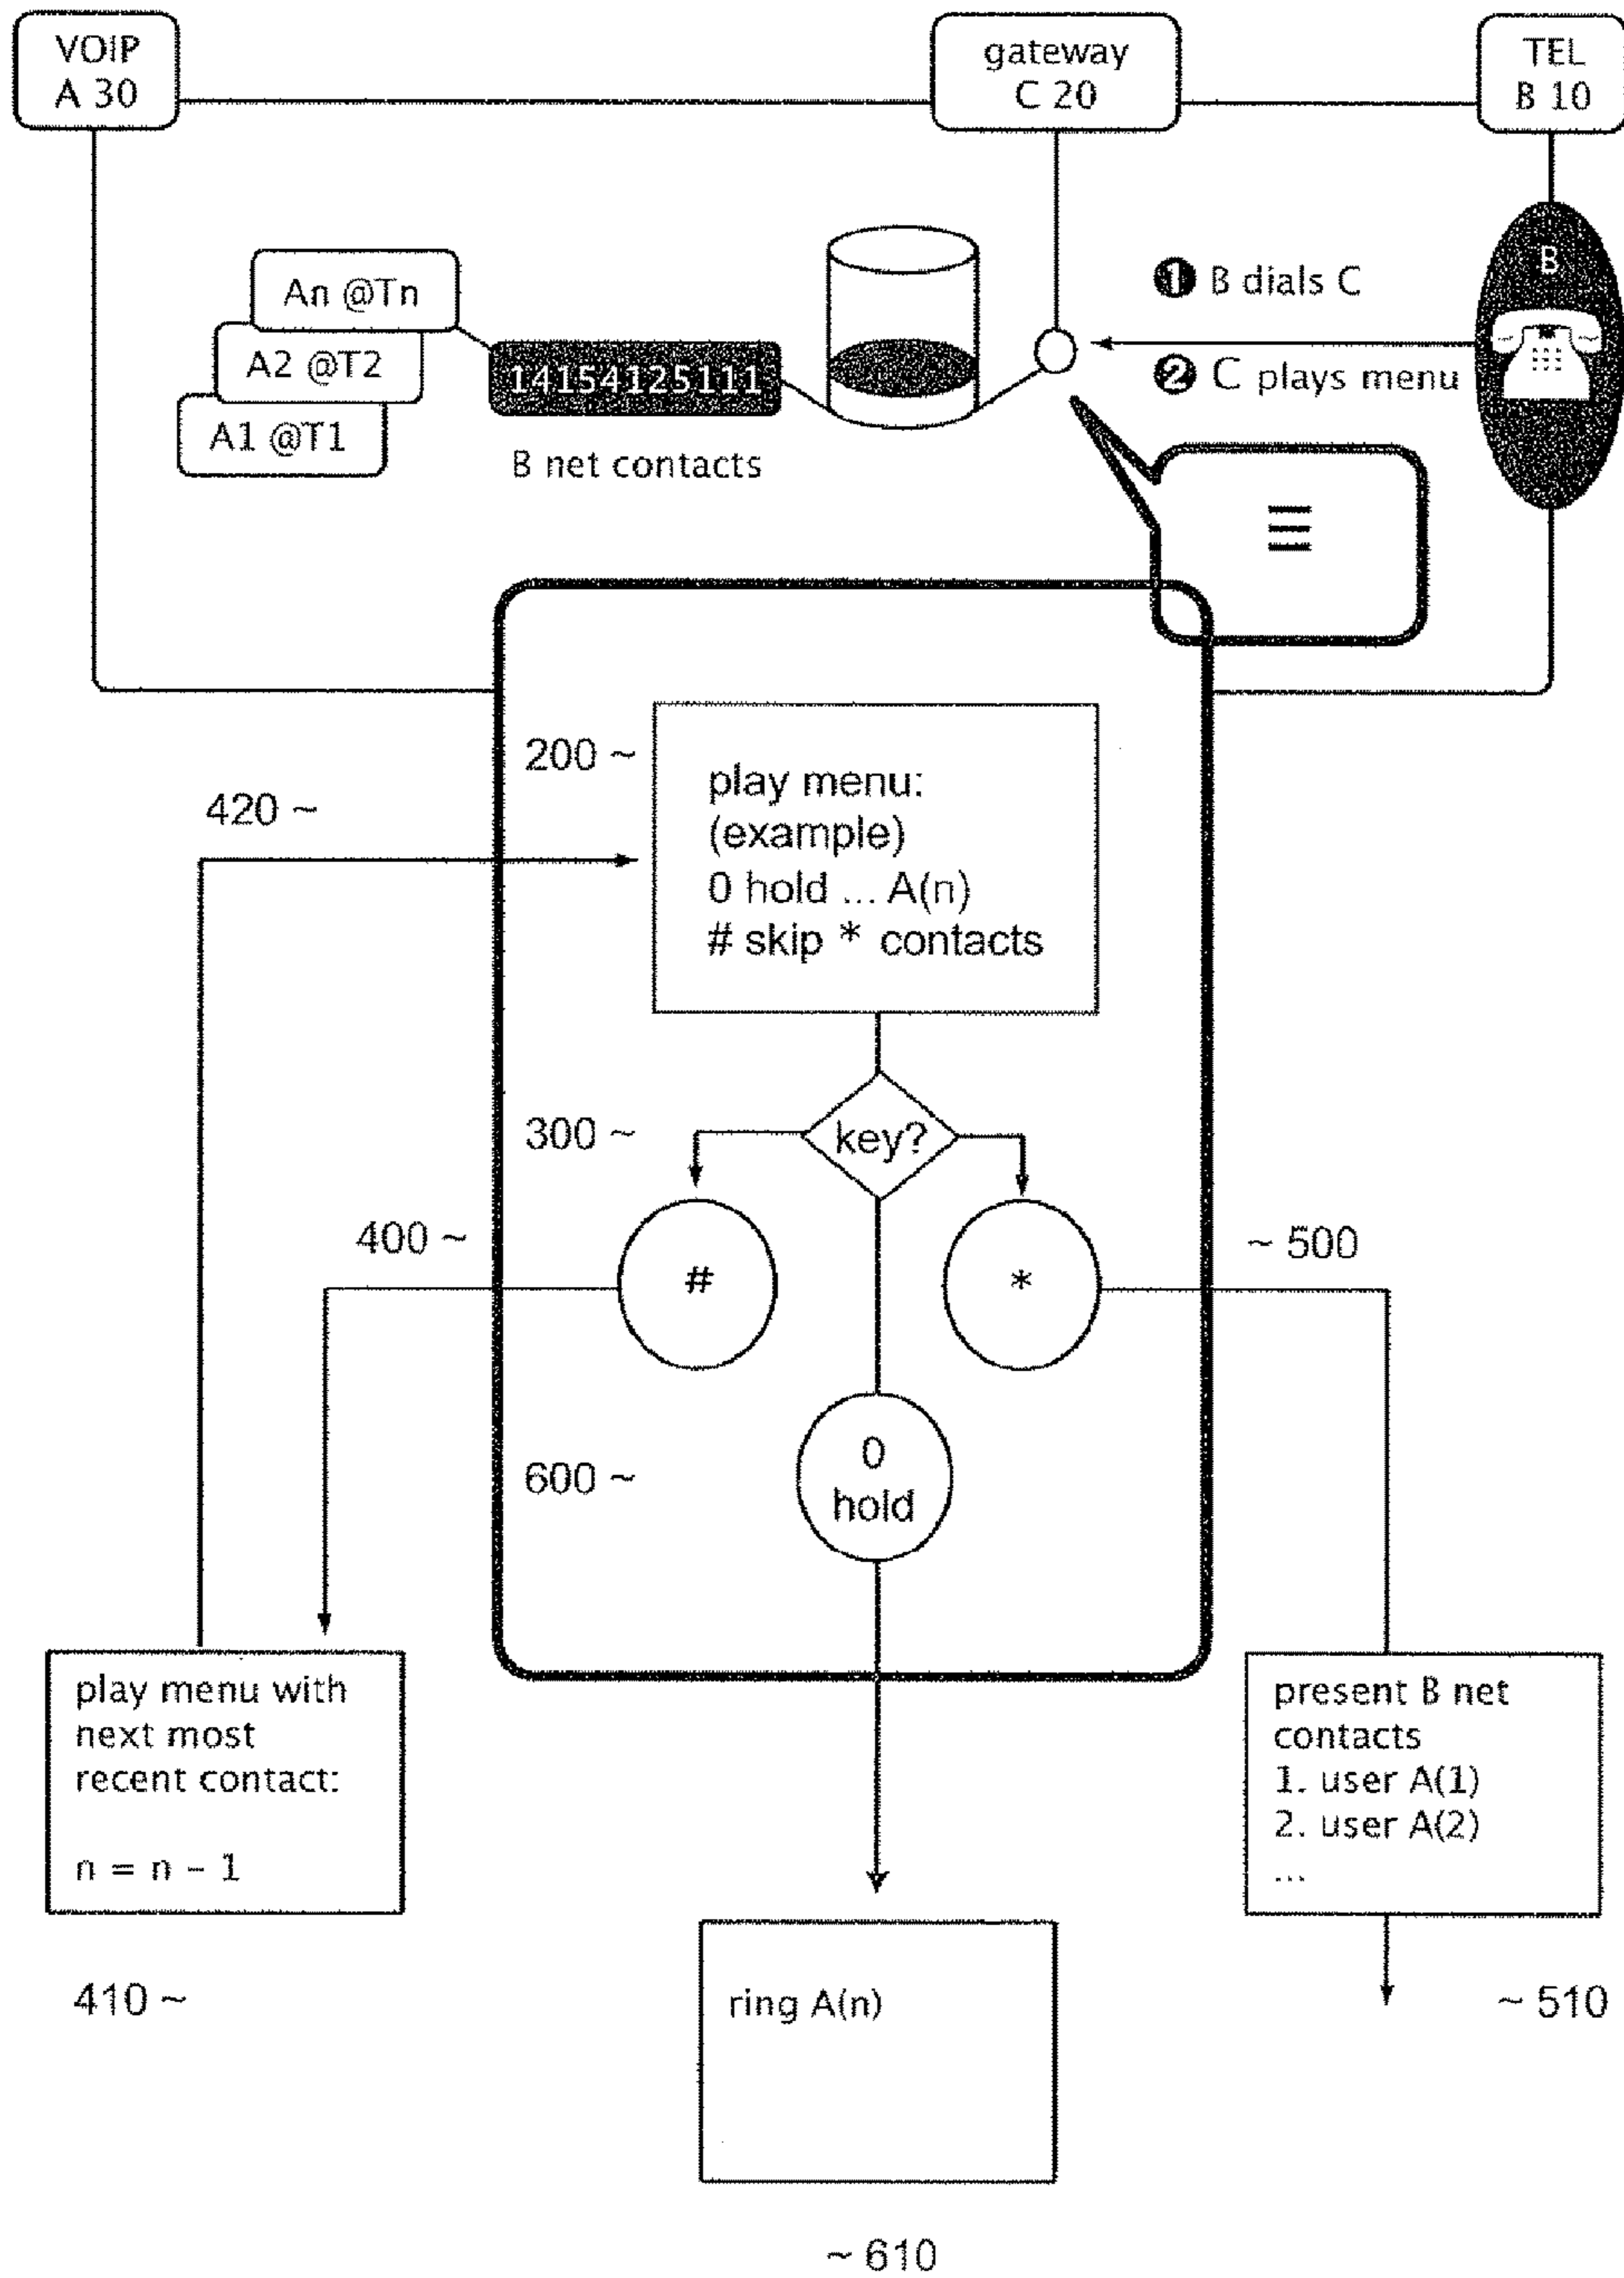 VOIP
A 30
gateway
C 20
TEL
B 10
An @Tn
A2 @T2
A1 @T1
14154125111
B net contacts
1 B dials C
2 C plays menu
B
200 ~
play menu:
(example)
0 hold ... A(n)
# skip * contacts
420 ~
300 ~
key?
400 ~
#
*
~ 500
600 ~
0
hold
play menu with
next most
recent contact:
n = n – 1
410 ~
ring A(n)
~ 610
present B net
contacts
1. user A(1)
2. user A(2)
...
~ 510